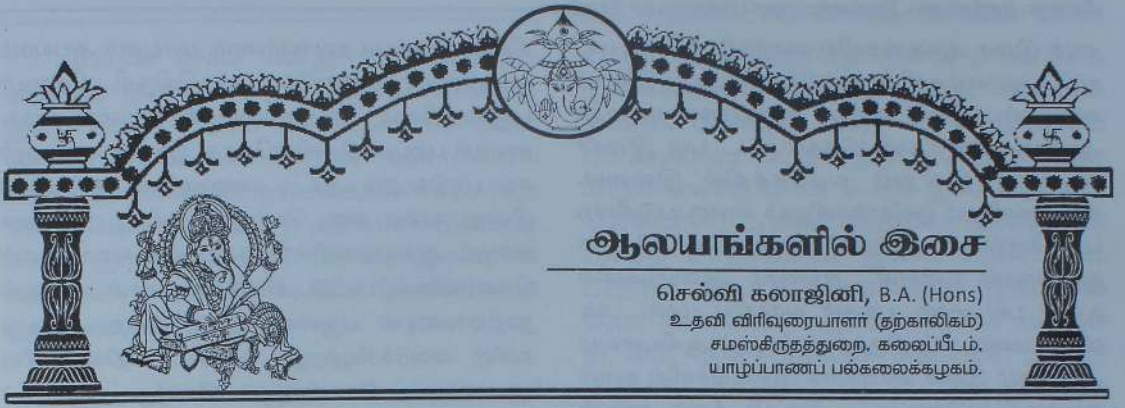 ஆலயங்களில் இசை
செல்வி கலாஜினி, B.A. (Hons)
உதவி விரிவுரையாளர் (தற்காலிகம்)
சமஸ்கிருதத்துறை, கலைப்பீடம்,
யாழ்ப்பாணப் பல்கலைக்கழகம்.